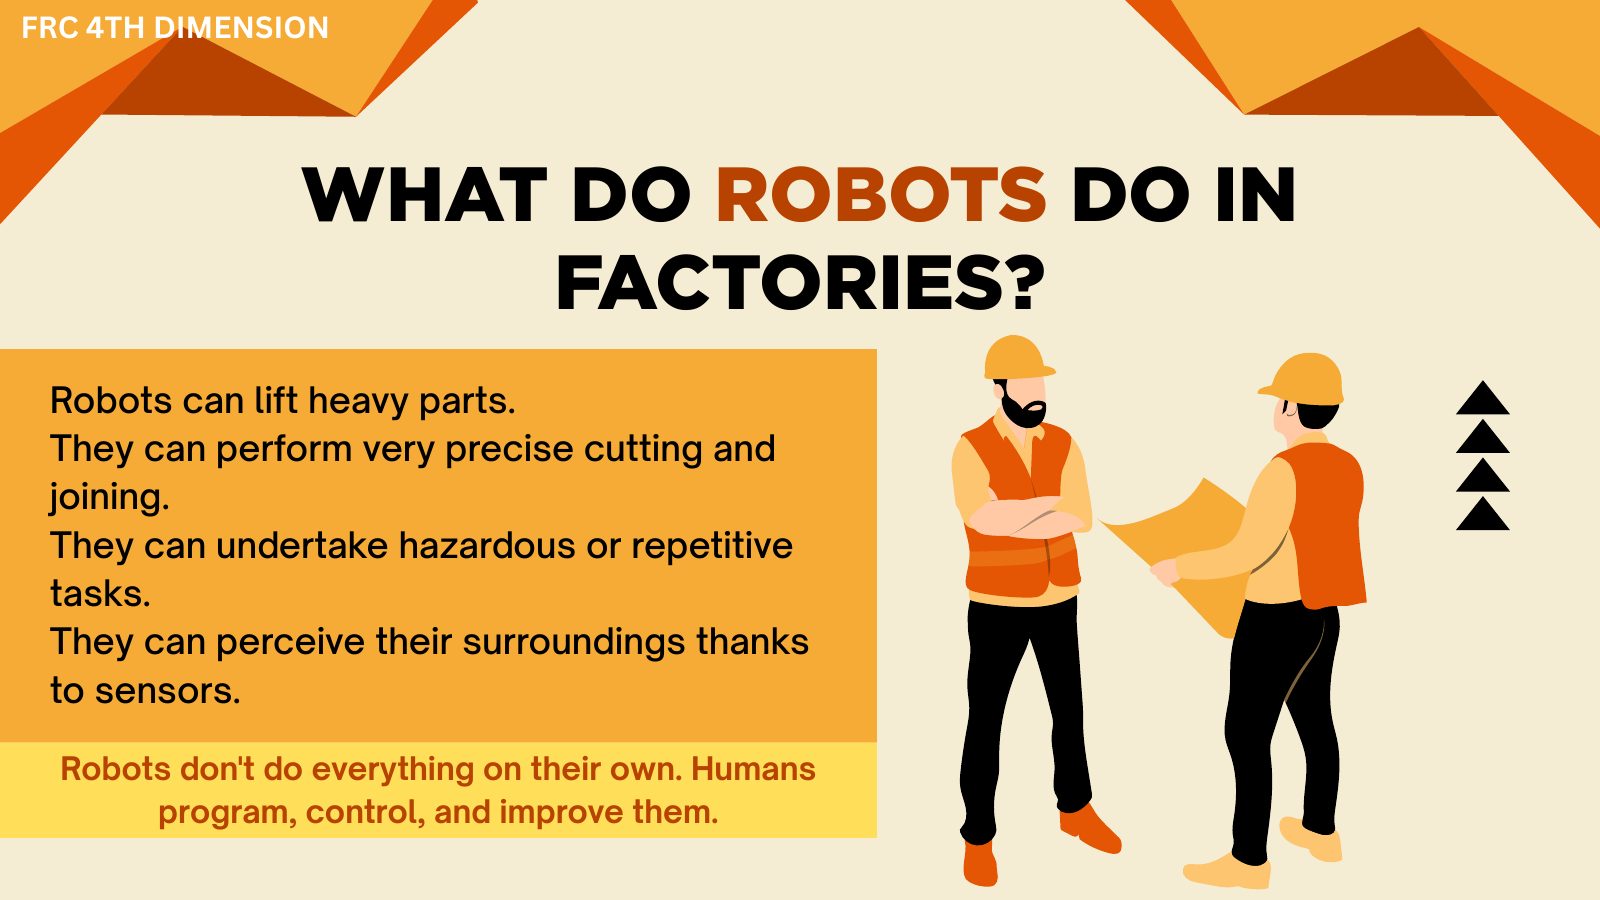 FRC 4TH DIMENSION
WHAT DO ROBOTS DO IN
FACTORIES?
Robots can lift heavy parts.
They can perform very precise cutting and
joining.
They can undertake hazardous or repetitive
tasks.
They can perceive their surroundings thanks
to sensors.
Robots don't do everything on their own. Humans
program, control, and improve them.